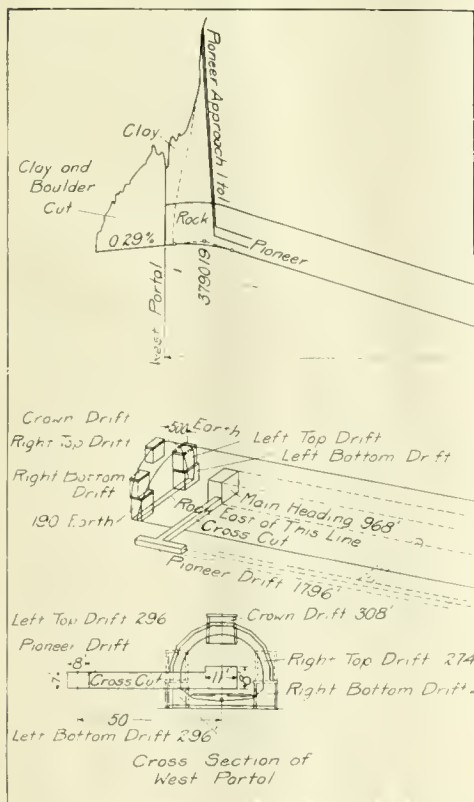 Pioneer Approach 1 to 1
Clay
Clay and
Boulder
Cut
Rock
0.29%
Pioneer
West Portal
3790 19
Crown Drift
500 Earth
Right Top Drift
Left Top Drift
Left Bottom Drift
Right Bottom
Drift
190 Earth
Rock East of This Line
Main Heading 968'
Cross Cut
Pioneer Drift 1796'
Left Top Drift 296
Crown Drift 308'
Pioneer Drift
8'
7'
Cross Cut
11'
8'
Right Top Drift 274
Right Bottom Drift
50
Left Bottom Drift 296'
Cross Section of
West Portal